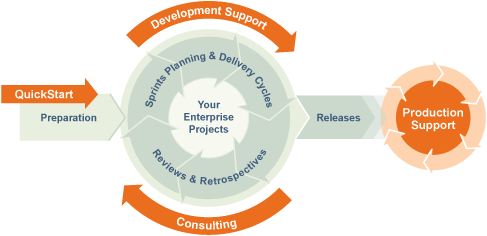 Development Support
Sprints Planning & Delivery Cycles
QuickStart
Preparation
Your
Enterprise
Projects
Releases
Production
Support
Reviews & Retrospectives
Consulting